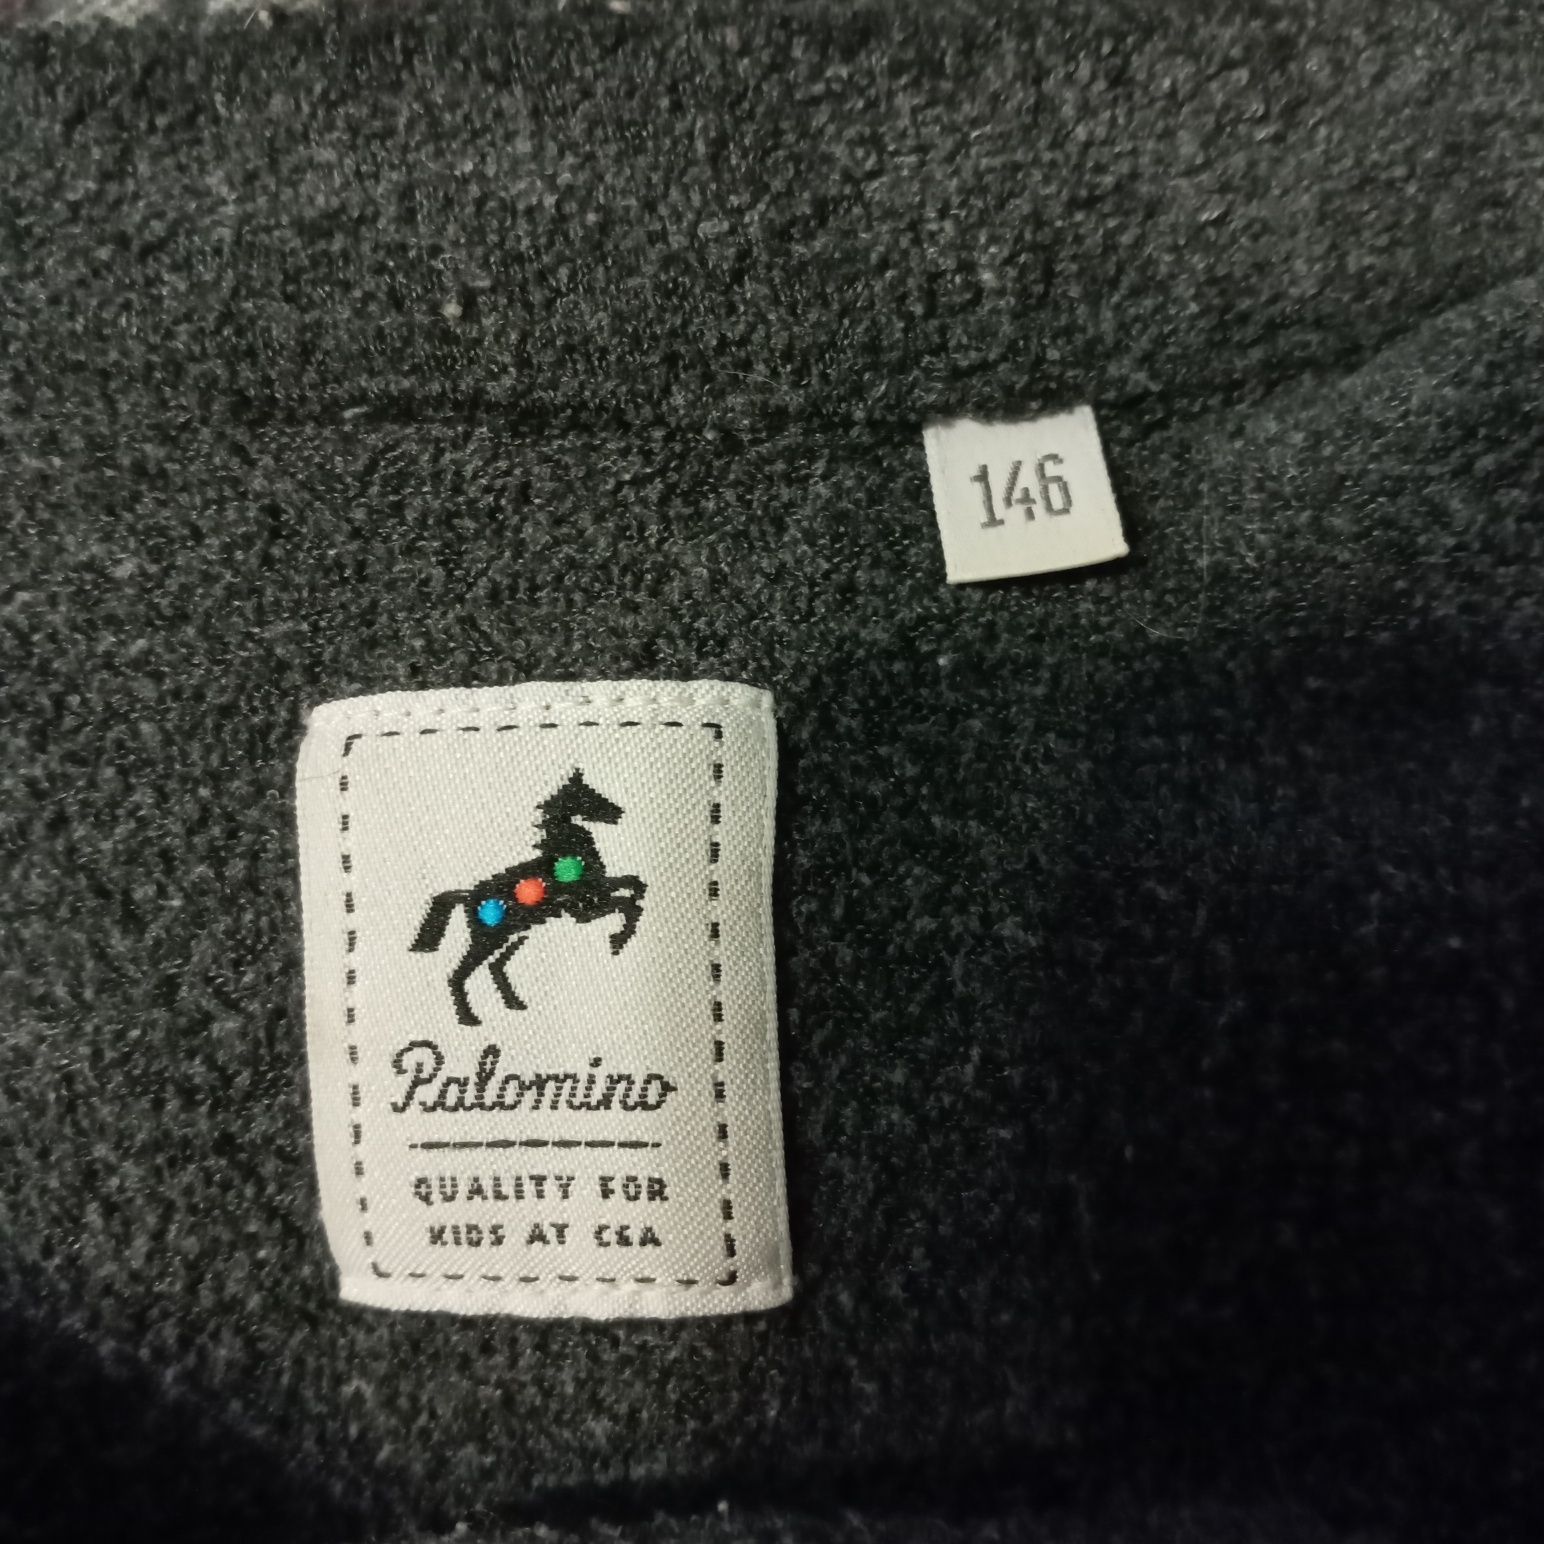 146
Palomino
QUALITY FOR
KIDS AT C&A